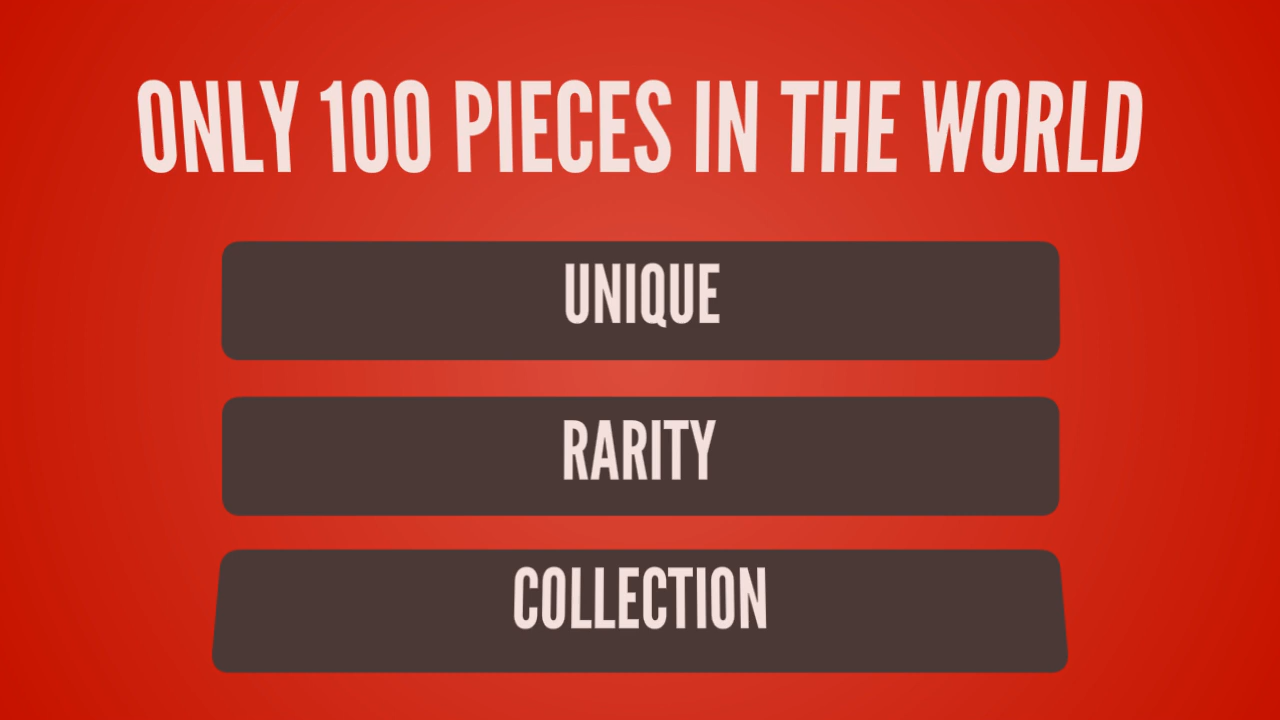 ONLY 100 PIECES IN THE WORLD
UNIQUE
RARITY
COLLECTION